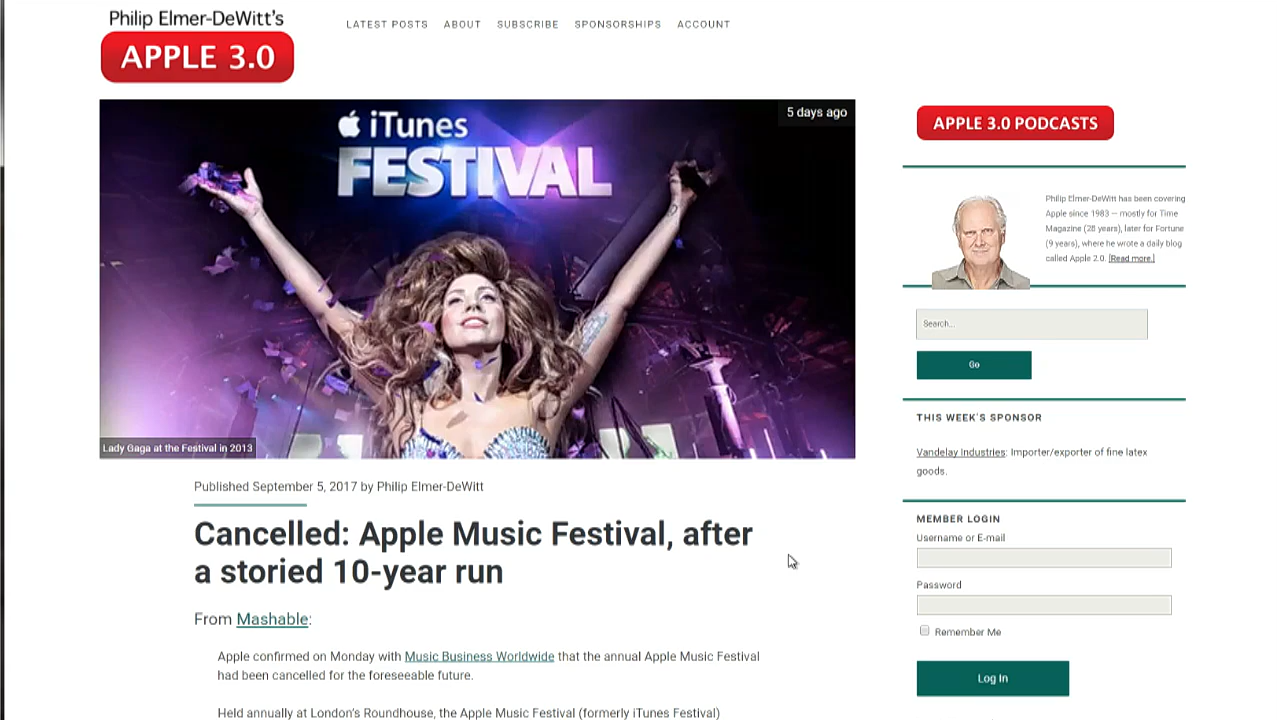 Philip Elmer-DeWitt's
APPLE 3.0
LATEST POSTS ABOUT SUBSCRIBE SPONSORSHIPS ACCOUNT
iTunes
FESTIVAL
5 days ago
Lady Gaga at the Festival in 2013
Published September 5, 2017 by Philip Elmer-DeWitt
Cancelled: Apple Music Festival, after
a storied 10-year run
From Mashable:
Apple confirmed on Monday with Music Business Worldwide that the annual Apple Music Festival
had been cancelled for the foreseeable future.
Held annually at London's Roundhouse, the Apple Music Festival (formerly iTunes Festival)
APPLE 3.0 PODCASTS
Philip Elmer-DeWitt has been covering
Apple since 1983 — mostly for Time
Magazine (28 years), later for Fortune
(9 years), where he wrote a daily blog
called Apple 2.0. [Read more.]
Search...
Go
THIS WEEK'S SPONSOR
Vandelay Industries: Importer/exporter of fine latex
goods.
MEMBER LOGIN
Username or E-mail
Password
Remember Me
Log In